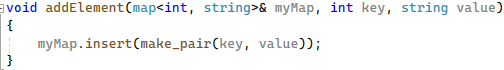 void addElement(map<int, string>& myMap, int key, string value)
{
myMap.insert(make_pair(key, value));
}